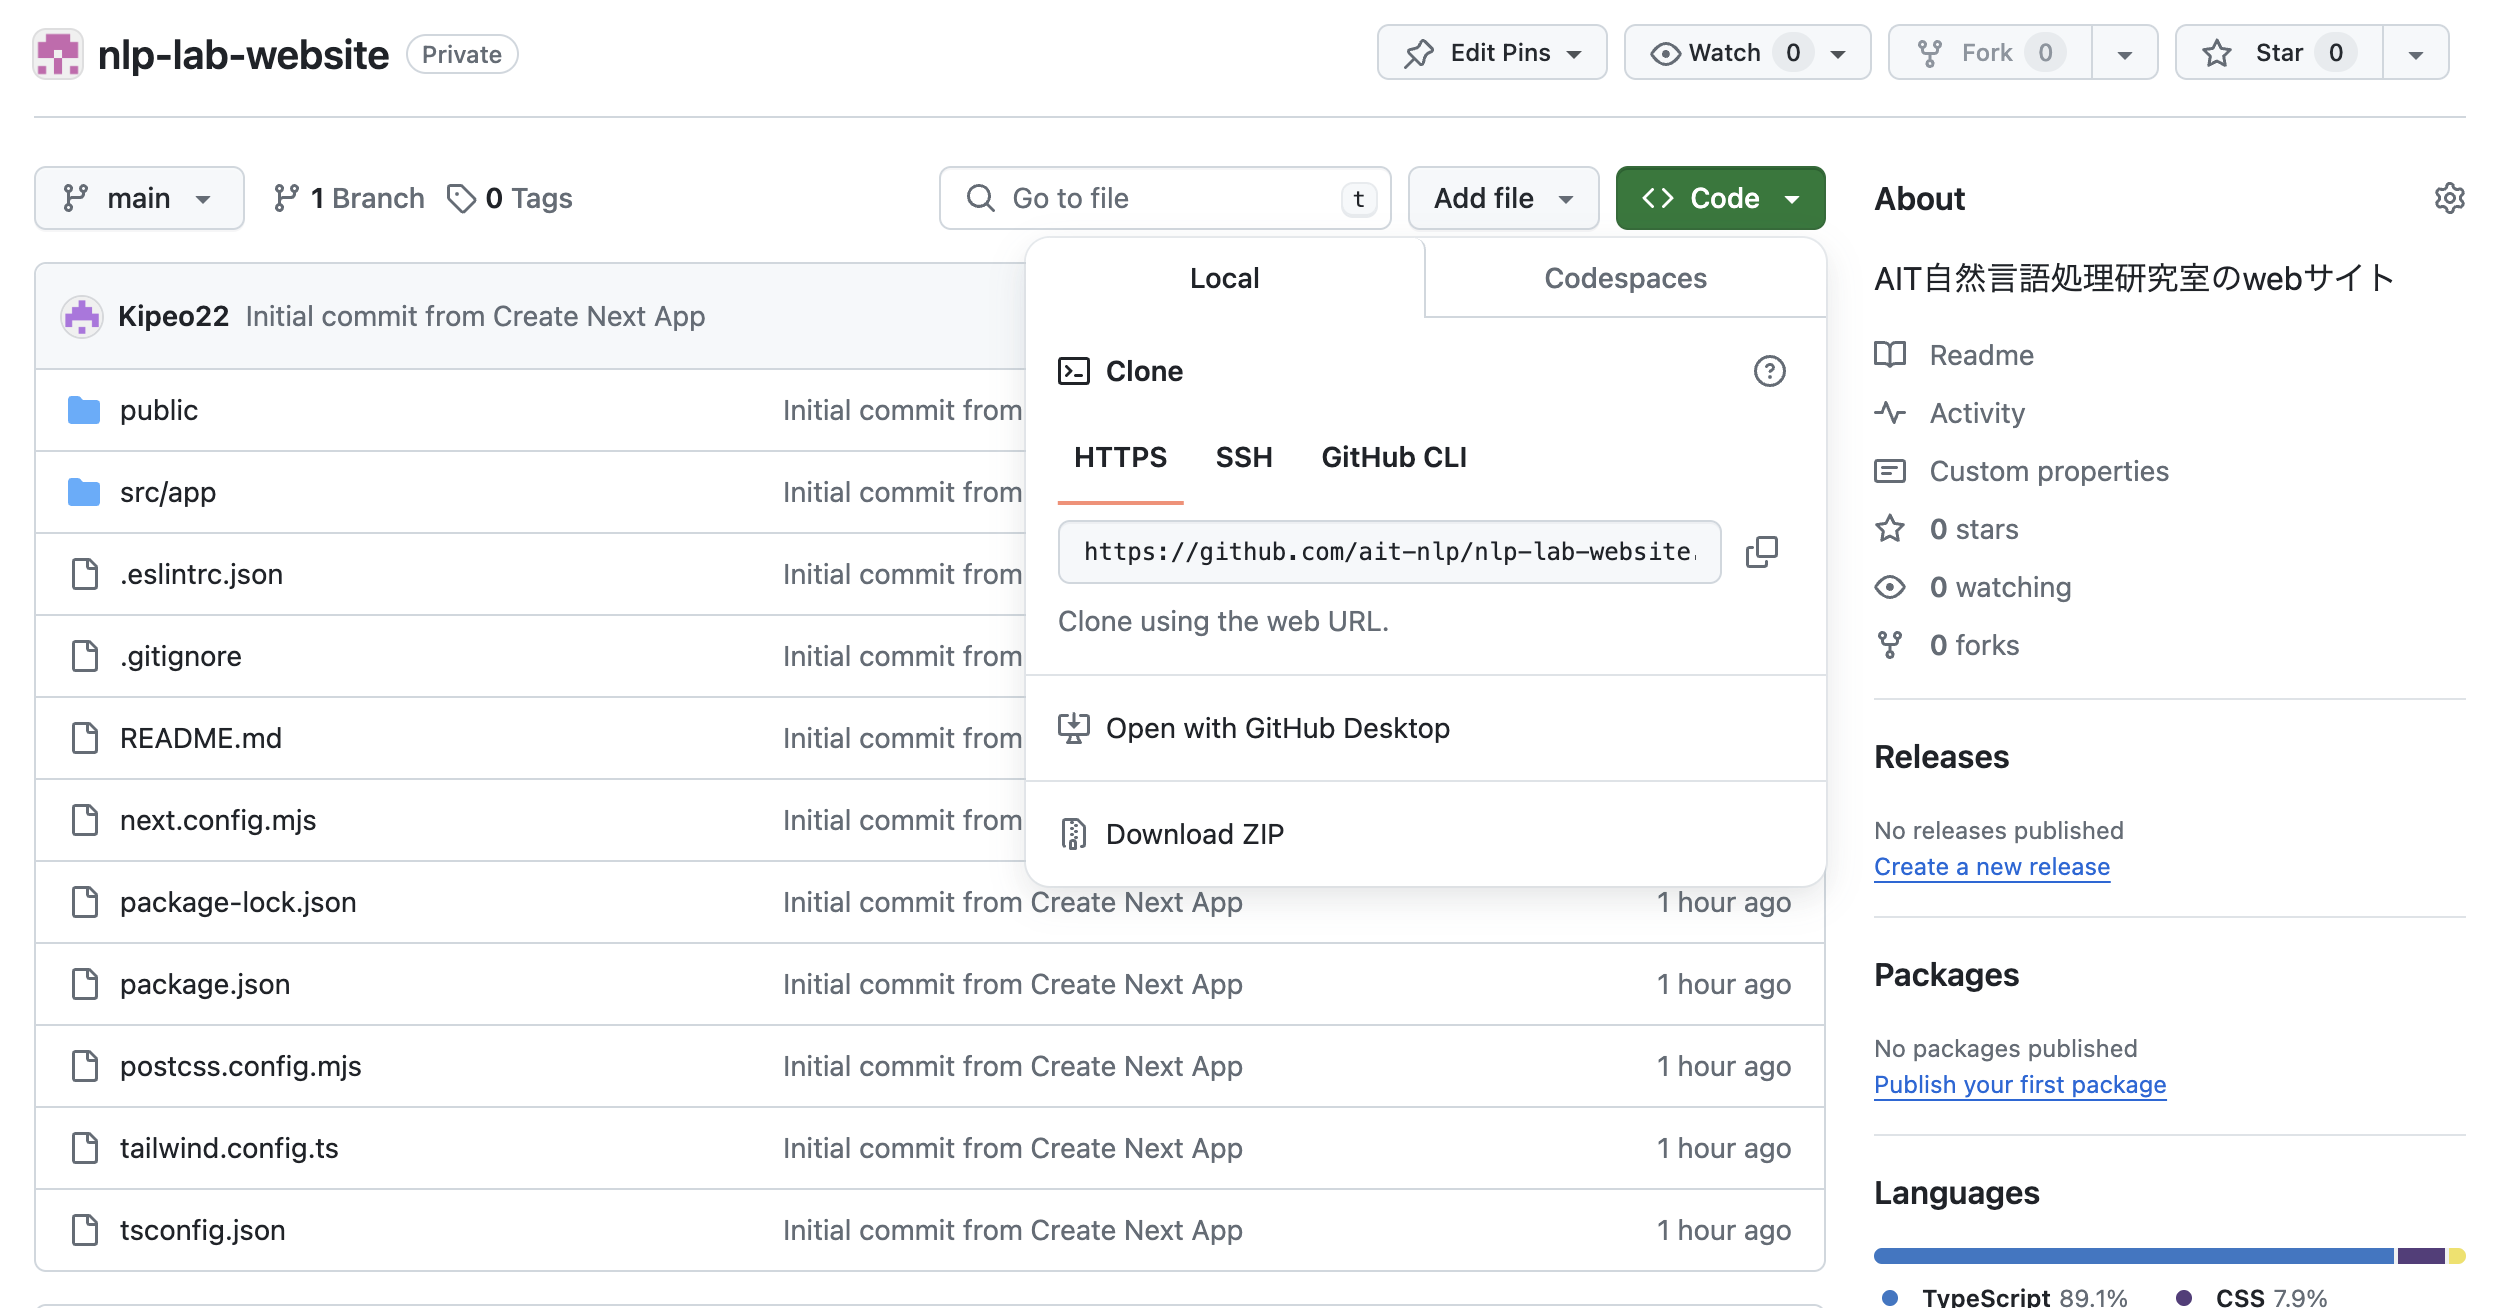 nlp-lab-website Private Edit Pins Watch 0 Fork 0 Star 0
main 1 Branch 0 Tags Go to file t Add file Code
Kipeo22 Initial commit from Create Next App
public Initial commit from
src/app Initial commit from
.eslintrc.json Initial commit from
.gitignore Initial commit from
README.md Initial commit from
next.config.mjs Initial commit from
package-lock.json Initial commit from Create Next App 1 hour ago
package.json Initial commit from Create Next App 1 hour ago
postcss.config.mjs Initial commit from Create Next App 1 hour ago
tailwind.config.ts Initial commit from Create Next App 1 hour ago
tsconfig.json Initial commit from Create Next App 1 hour ago
Local Codespaces
Clone
HTTPS SSH GitHub CLI
https://github.com/ait-nlp/nlp-lab-website.
Clone using the web URL.
Open with GitHub Desktop
Download ZIP
About
AIT自然言語処理研究室のwebサイト
Readme
Activity
Custom properties
0 stars
0 watching
0 forks
Releases
No releases published
Create a new release
Packages
No packages published
Publish your first package
Languages
TypeScript 89.1% CSS 7.9%